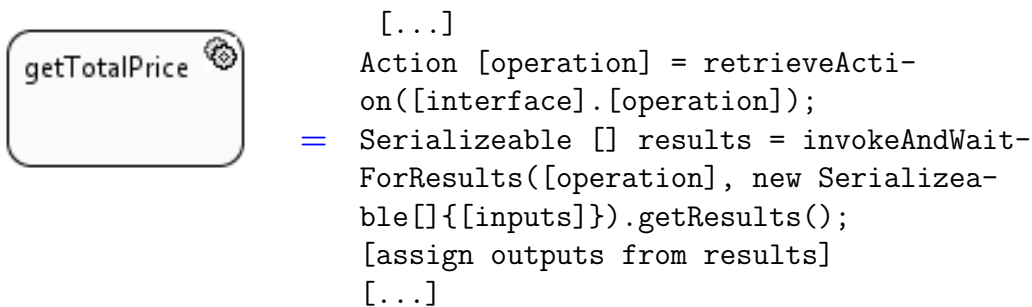 getTotalPrice
[...]
Action [operation] = retrieveActi-
on([interface].[operation]);
= Serializeable [] results = invokeAndWait-
ForResults([operation], new Serializea-
ble[]{[inputs]}).getResults();
[assign outputs from results]
[...]